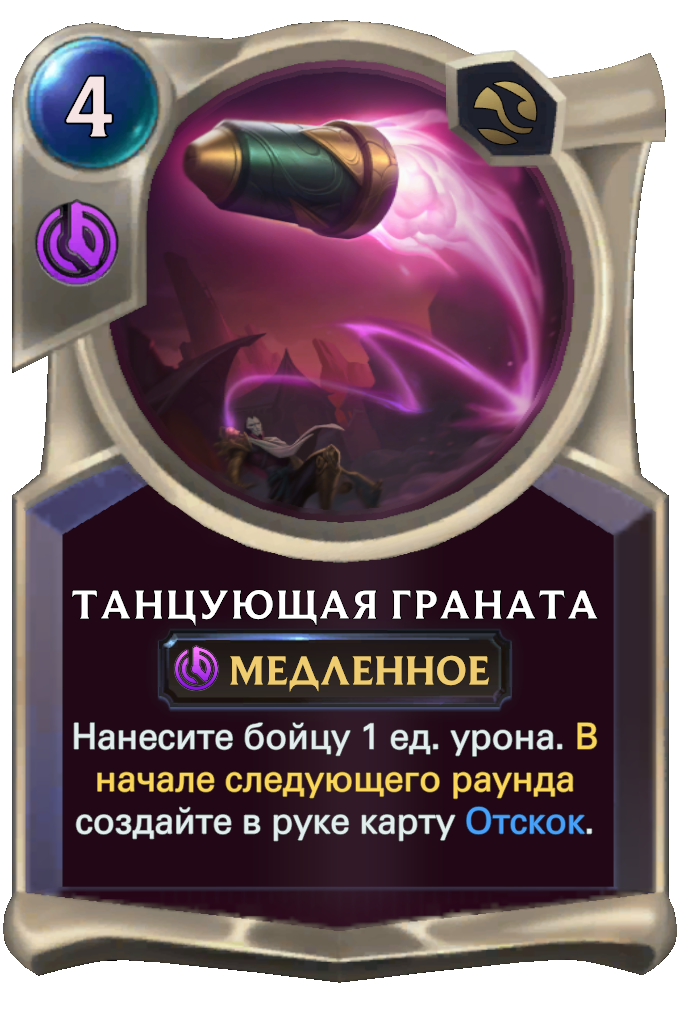 4
ТАНЦУЮЩАЯ ГРАНАТА
МЕДЛЕННОЕ
Нанесите бойцу 1 ед. урона. В
начале следующего раунда
создайте в руке карту Отскок.